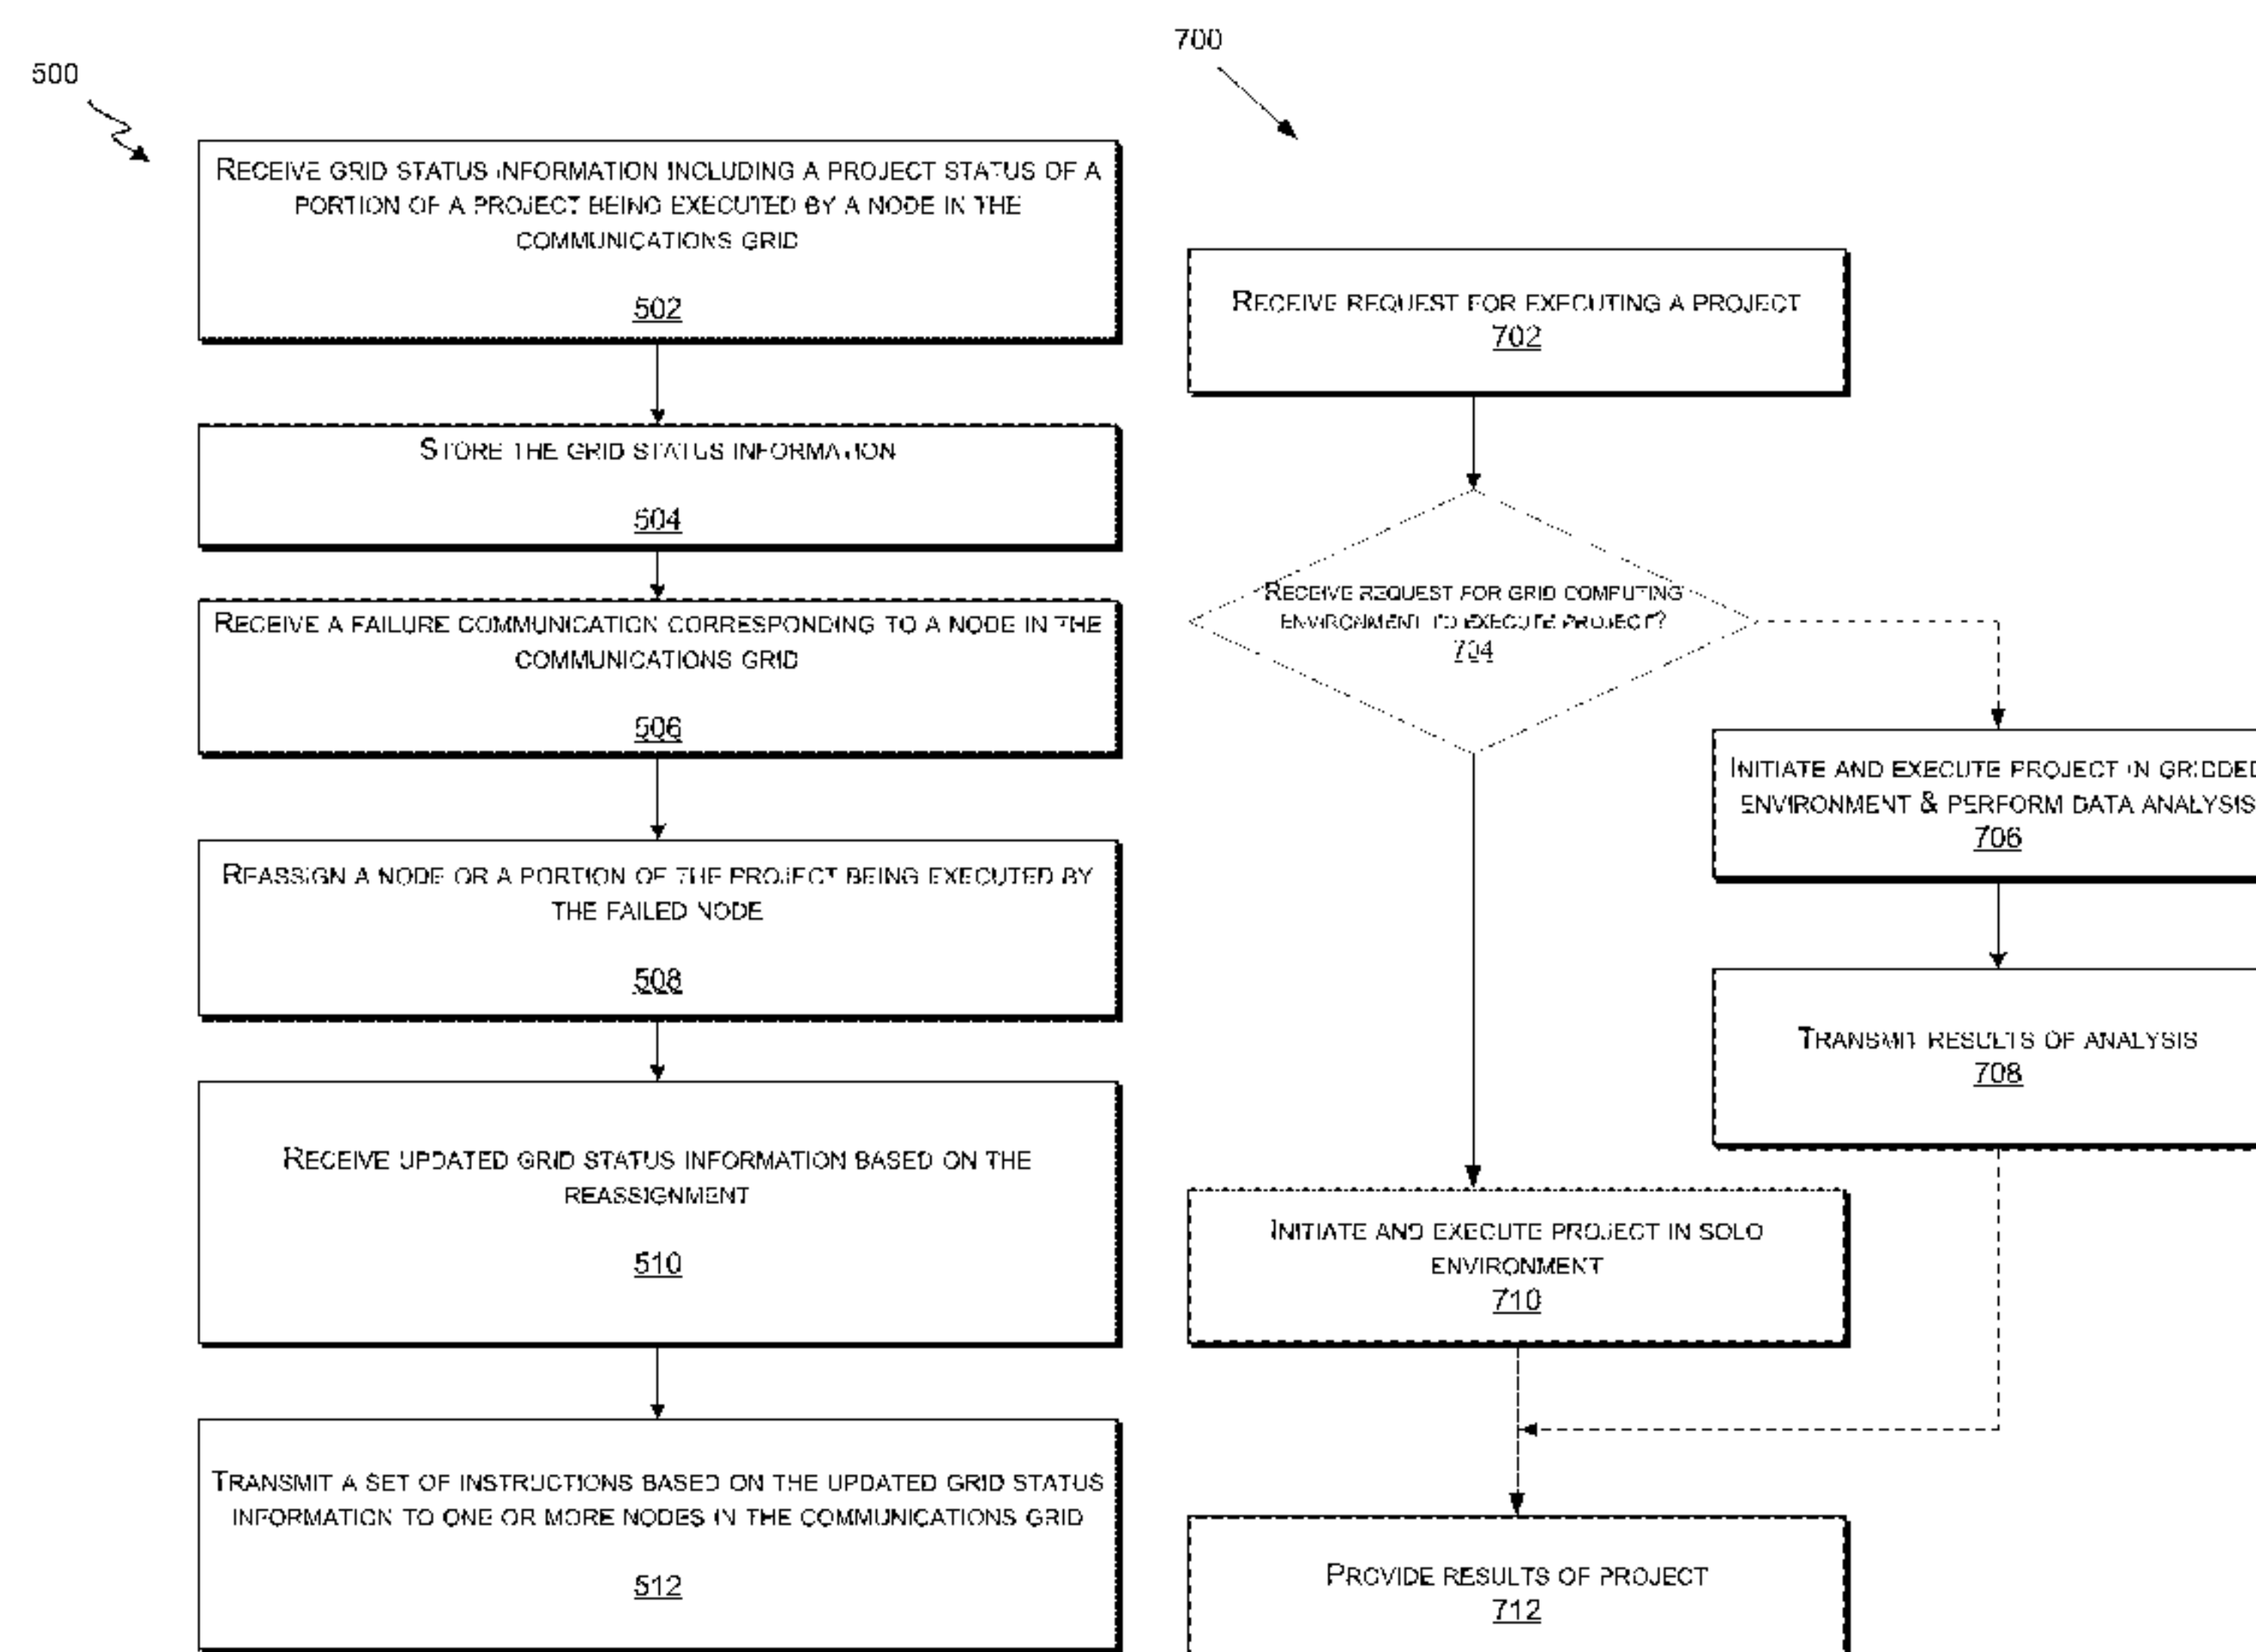 500
RECEIVE GRID STATUS INFORMATION INCLUDING A PROJECT STATUS OF A
PORTION OF A PROJECT BEING EXECUTED BY A NODE IN THE
COMMUNICATIONS GRID
502
STORE THE GRID STATUS INFORMATION
504
RECEIVE A FAILURE COMMUNICATION CORRESPONDING TO A NODE IN THE
COMMUNICATIONS GRID
506
REASSIGN A NODE OR A PORTION OF THE PROJECT BEING EXECUTED BY
THE FAILED NODE
508
RECEIVE UPDATED GRID STATUS INFORMATION BASED ON THE
REASSIGNMENT
510
TRANSMIT A SET OF INSTRUCTIONS BASED ON THE UPDATED GRID STATUS
INFORMATION TO ONE OR MORE NODES IN THE COMMUNICATIONS GRID
512
700
RECEIVE REQUEST FOR EXECUTING A PROJECT
702
RECEIVE REQUEST FOR GRID COMPUTING
ENVIRONMENT TO EXECUTE PROJECT?
704
INITIATE AND EXECUTE PROJECT IN GRIDDED
ENVIRONMENT & PERFORM DATA ANALYSIS
706
TRANSMIT RESULTS OF ANALYSIS
708
INITIATE AND EXECUTE PROJECT IN SOLO
ENVIRONMENT
710
PROVIDE RESULTS OF PROJECT
712